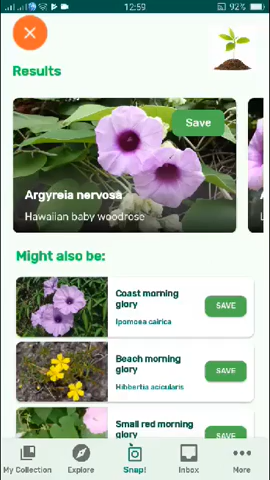 12:59
92%
Results
Save
Argyreia nervosa
Hawaiian baby woodrose
Might also be:
Coast morning
glory
Ipomoea cairica
SAVE
Beach morning
glory
Hibbertia acicularis
SAVE
Small red morning
glory
SAVE
My Collection
Explore
Snap!
Inbox
More